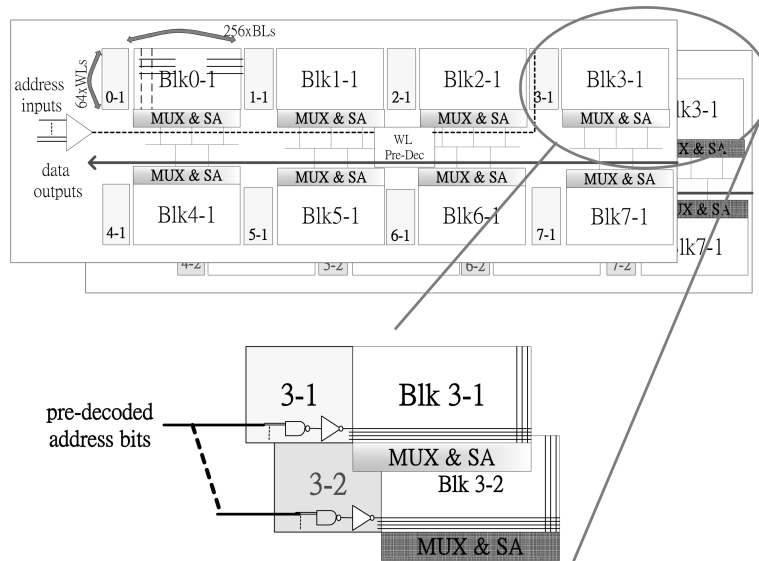 256xBLs
64xWLs
address
inputs
0-1
Blk0-1
1-1
Blk1-1
2-1
Blk2-1
3-1
Blk3-1
lk3-1
MUX & SA
MUX & SA
MUX & SA
MUX & SA
UX & SA
WL
Pre-Dec
data
outputs
MUX & SA
MUX & SA
MUX & SA
MUX & SA
UX & SA
4-1
Blk4-1
5-1
Blk5-1
6-1
Blk6-1
7-1
Blk7-1
Blk7-1
4-2
5-2
6-2
7-2
3-1
Blk 3-1
pre-decoded
address bits
MUX & SA
3-2
Blk 3-2
MUX & SA